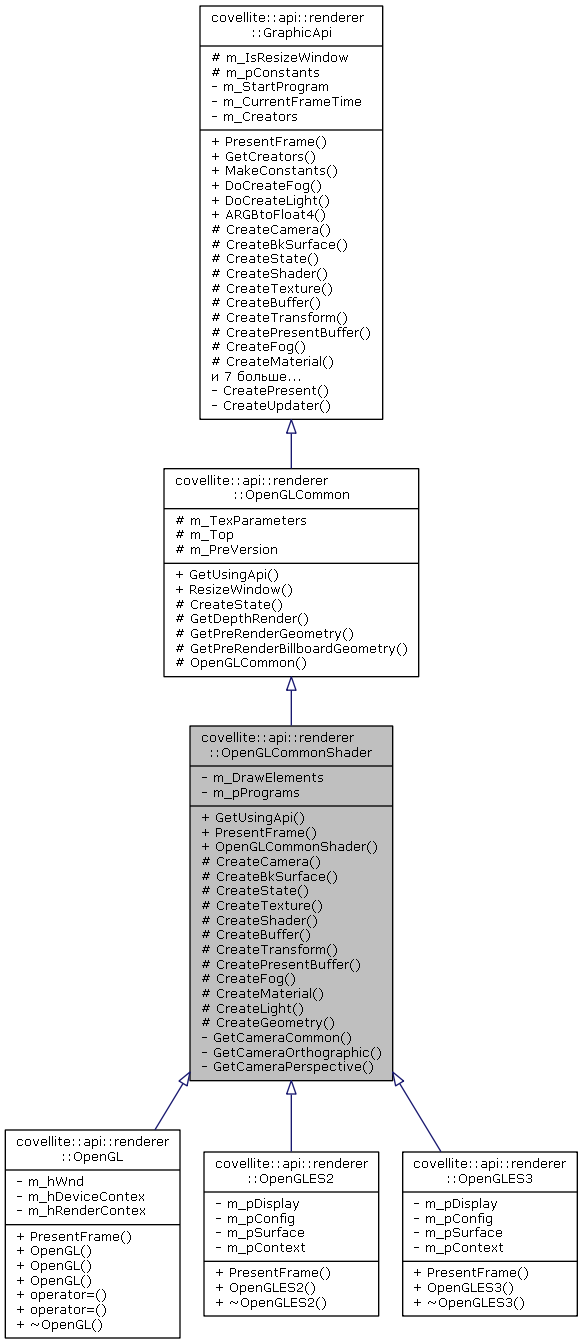 covellite::api::renderer
::GraphicApi
# m_IsResizeWindow
# m_pConstants
- m_StartProgram
- m_CurrentFrameTime
- m_Creators
+ PresentFrame()
+ GetCreators()
+ MakeConstants()
+ DoCreateFog()
+ DoCreateLight()
+ ARGBtoFloat4()
# CreateCamera()
# CreateBkSurface()
# CreateState()
# CreateShader()
# CreateTexture()
# CreateBuffer()
# CreateTransform()
# CreatePresentBuffer()
# CreateFog()
# CreateMaterial()
и 7 больше...
- CreatePresent()
- CreateUpdater()
covellite::api::renderer
::OpenGLCommon
# m_TexParameters
# m_Top
# m_PreVersion
+ GetUsingApi()
+ ResizeWindow()
# CreateState()
# GetDepthRender()
# GetPreRenderGeometry()
# GetPreRenderBillboardGeometry()
# OpenGLCommon()
covellite::api::renderer
::OpenGLCommonShader
- m_DrawElements
- m_pPrograms
+ GetUsingApi()
+ PresentFrame()
+ OpenGLCommonShader()
# CreateCamera()
# CreateBkSurface()
# CreateState()
# CreateTexture()
# CreateShader()
# CreateBuffer()
# CreateTransform()
# CreatePresentBuffer()
# CreateFog()
# CreateMaterial()
# CreateLight()
# CreateGeometry()
- GetCameraCommon()
- GetCameraOrthographic()
- GetCameraPerspective()
covellite::api::renderer
::OpenGL
- m_hWnd
- m_hDeviceContex
- m_hRenderContex
+ PresentFrame()
+ OpenGL()
+ OpenGL()
+ OpenGL()
+ operator=()
+ operator=()
+ ~OpenGL()
covellite::api::renderer
::OpenGLES2
- m_pDisplay
- m_pConfig
- m_pSurface
- m_pContext
+ PresentFrame()
+ OpenGLES2()
+ ~OpenGLES2()
covellite::api::renderer
::OpenGLES3
- m_pDisplay
- m_pConfig
- m_pSurface
- m_pContext
+ PresentFrame()
+ OpenGLES3()
+ ~OpenGLES3()